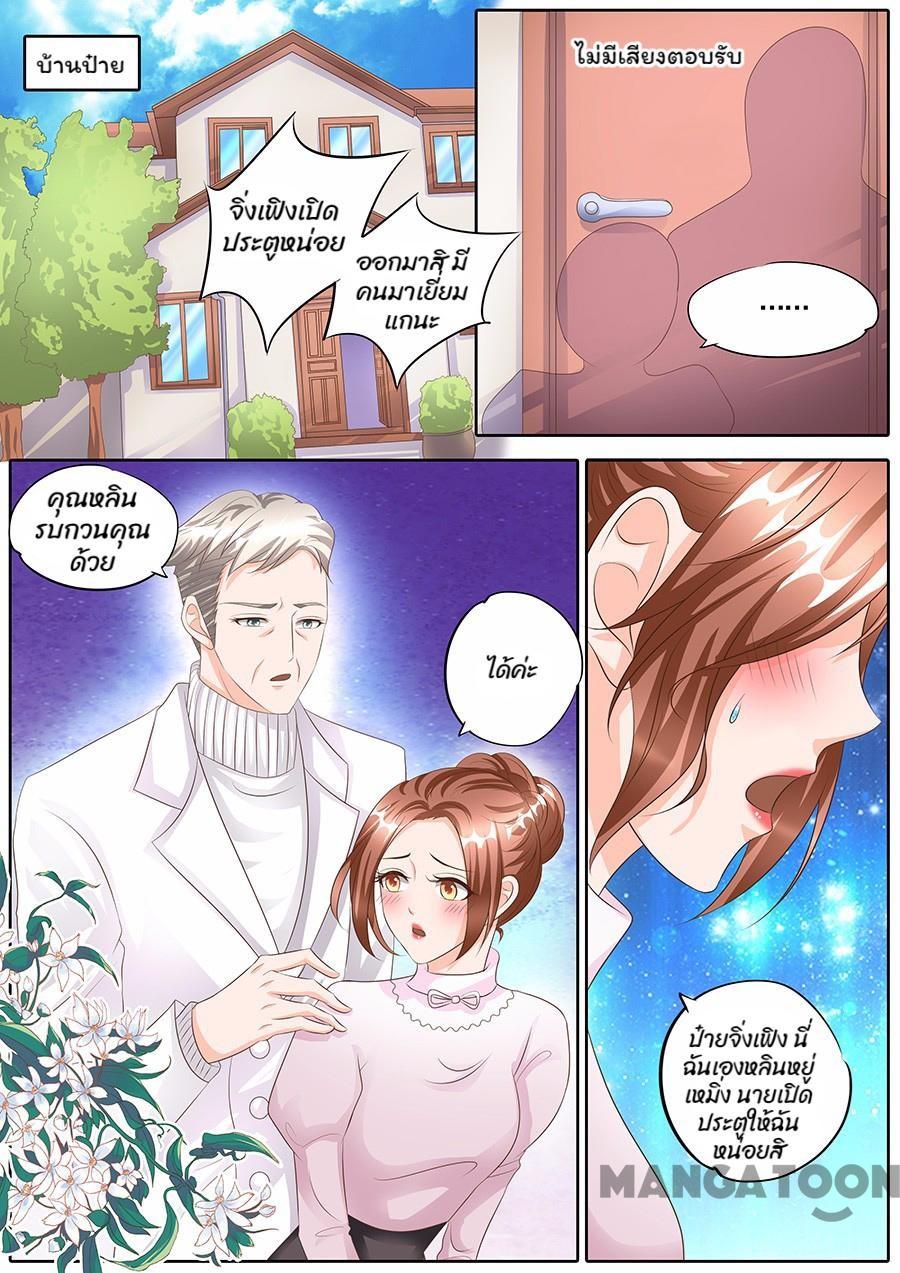 บ้านป๋าย
จิ่งเฟิงเปิด
ประตูหน่อย
ออกมาสิ มี
คนมาเยี่ยม
แกนะ
ไม่มีเสียงตอบรับ
......
คุณหลิน
รบกวนคุณ
ด้วย
ได้ค่ะ
ป๋ายจิ่งเฟิง นี่
ฉันเองหลินหยู่
เหมิ่ง นายเปิด
ประตูให้ฉัน
หน่อยสิ
MANGATOON